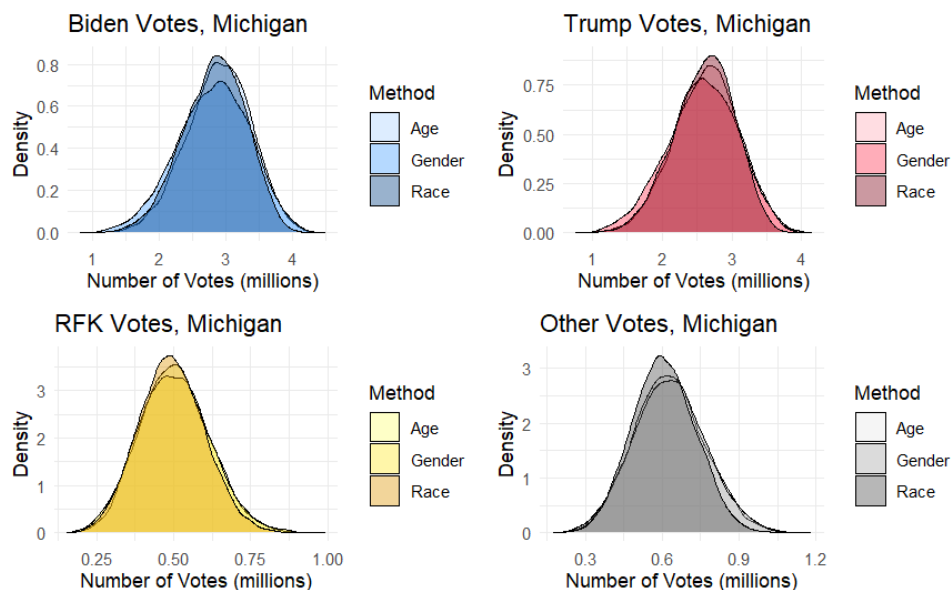 Biden Votes, Michigan
Density
0.8
0.6
0.4
0.2
0.0
1 2 3 4
Number of Votes (millions)
Method
Age
Gender
Race
Trump Votes, Michigan
Density
0.75
0.50
0.25
0.00
1 2 3 4
Number of Votes (millions)
Method
Age
Gender
Race
RFK Votes, Michigan
Density
3
2
1
0
0.25 0.50 0.75 1.00
Number of Votes (millions)
Method
Age
Gender
Race
Other Votes, Michigan
Density
3
2
1
0
0.3 0.6 0.9 1.2
Number of Votes (millions)
Method
Age
Gender
Race